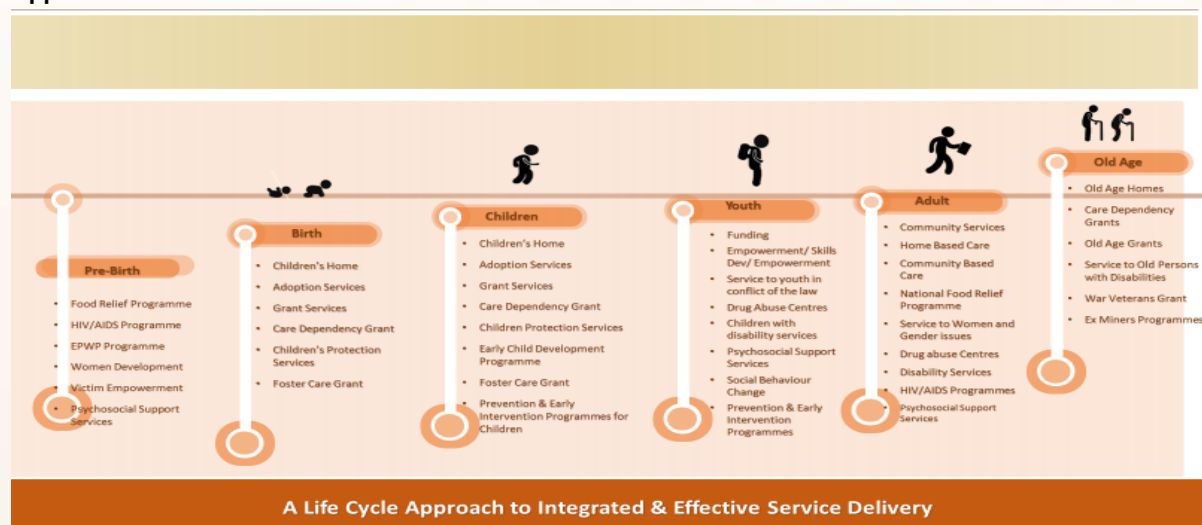 Pre-Birth
Food Relief Programme
HIV/AIDS Programme
EPWP Programme
Women Development
Victim Empowerment
Psychosocial Support
Services
Birth
Children's Home
Adoption Services
Grant Services
Care Dependency Grant
Children's Protection
Services
Foster Care Grant
Children
Children's Home
Adoption Services
Grant Services
Care Dependency Grant
Children Protection Services
Early Child Development
Programme
Foster Care Grant
Prevention & Early
Intervention Programmes for
Children
Youth
Funding
Empowerment/ Skills
Dev/ Empowerment
Service to youth in
conflict of the law
Drug Abuse Centres
Children with
disability services
Psychosocial Support
Services
Social Behaviour
Change
Prevention & Early
Intervention
Programmes
Adult
Community Services
Home Based Care
Community Based
Care
National Food Relief
Programme
Service to Women and
Gender issues
Drug abuse Centres
Disability Services
HIV/AIDS Programmes
Psychosocial Support
Services
Old Age
Old Age Homes
Care Dependency
Grants
Old Age Grants
Service to Old Persons
with Disabilities
War Veterans Grant
Ex Miners Programmes
A Life Cycle Approach to Integrated & Effective Service Delivery